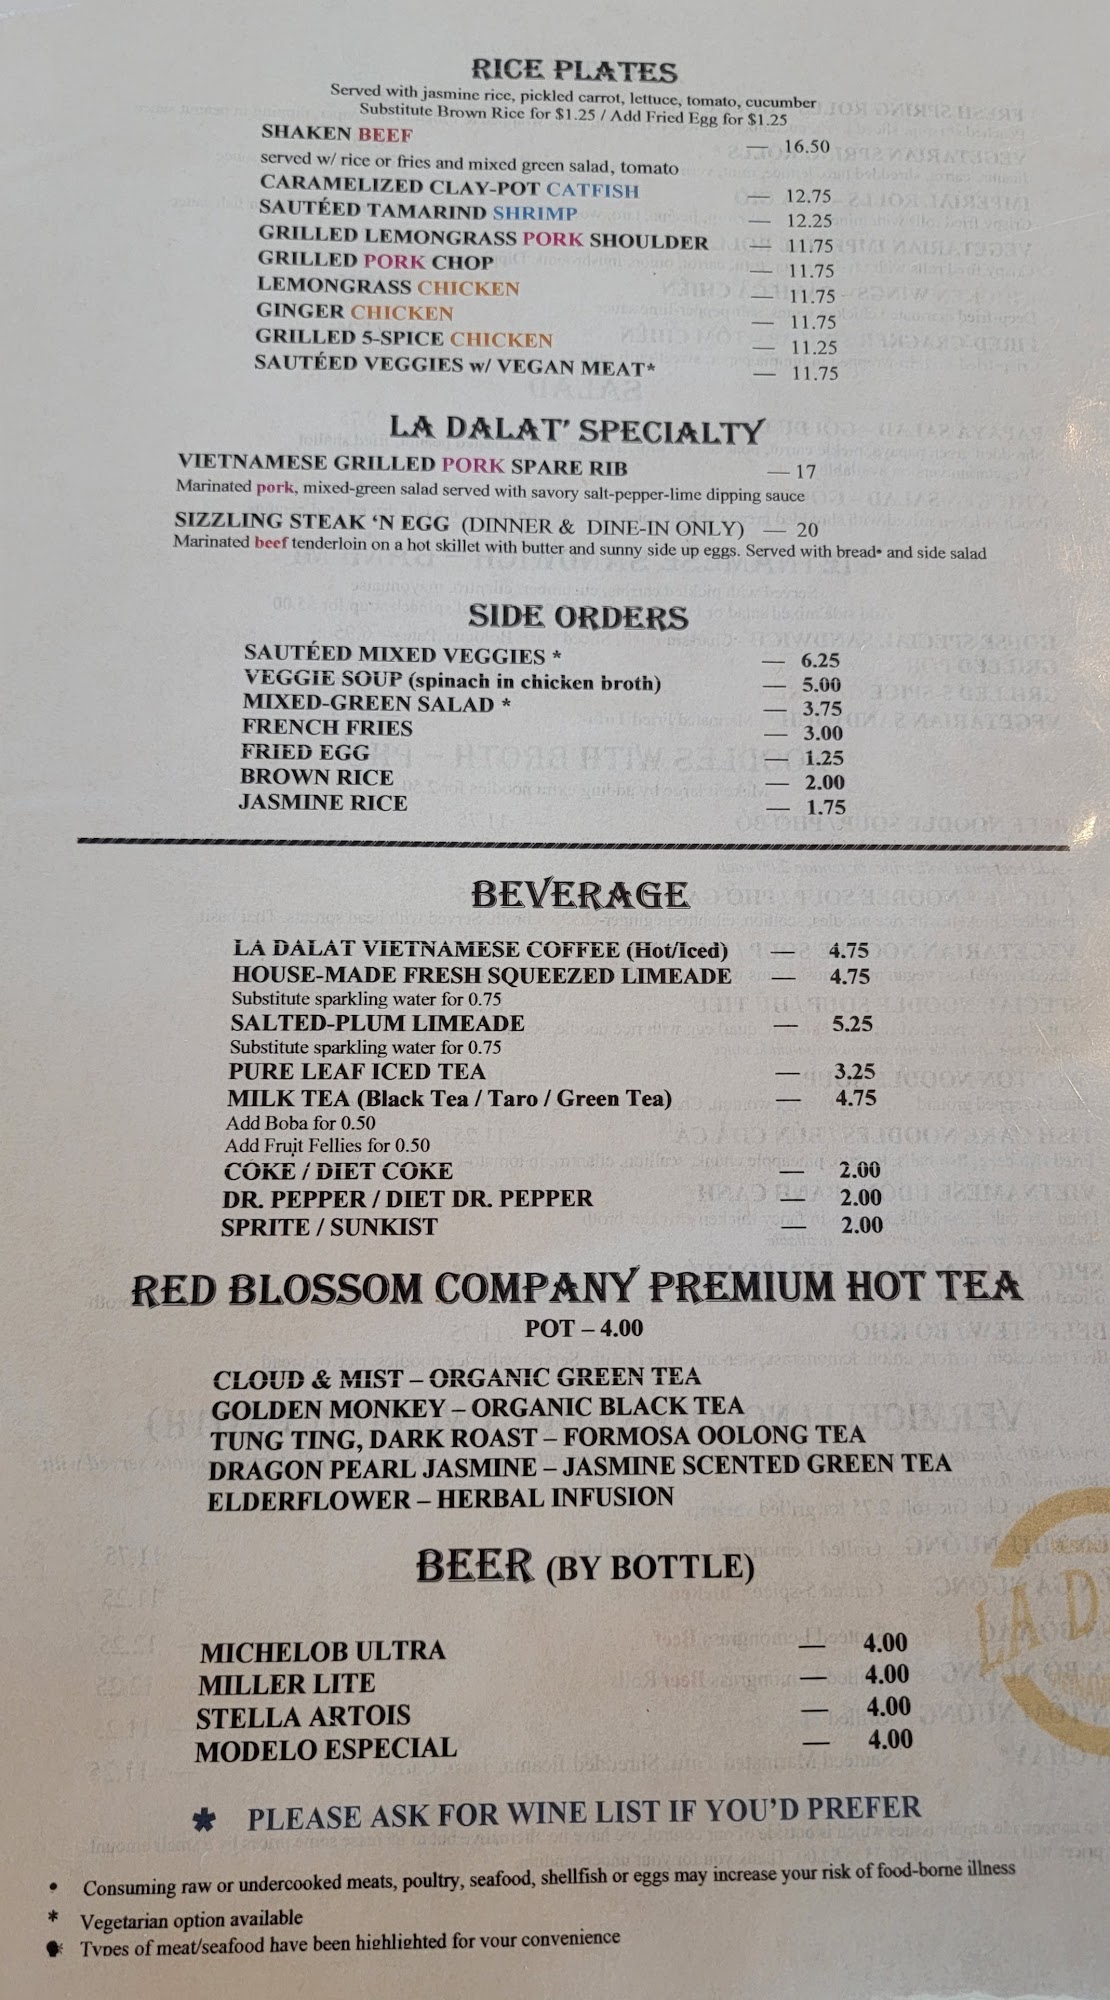 RICE PLATES
Served with jasmine rice, pickled carrot, lettuce, tomato, cucumber
Substitute Brown Rice for $1.25 / Add Fried Egg for $1.25
SHAKEN BEEF — 16.50
served w/ rice or fries and mixed green salad, tomato
CARAMELIZED CLAY-POT CATFISH — 12.75
SAUTÉED TAMARIND SHRIMP — 12.25
GRILLED LEMONGRASS PORK SHOULDER — 11.75
GRILLED PORK CHOP — 11.75
LEMONGRASS CHICKEN — 11.75
GINGER CHICKEN — 11.75
GRILLED 5-SPICE CHICKEN — 11.25
SAUTÉED VEGGIES w/ VEGAN MEAT* — 11.75
LA DALAT' SPECIALTY
VIETNAMESE GRILLED PORK SPARE RIB — 17
Marinated pork, mixed-green salad served with savory salt-pepper-lime dipping sauce
SIZZLING STEAK 'N EGG (DINNER & DINE-IN ONLY) — 20
Marinated beef tenderloin on a hot skillet with butter and sunny side up eggs. Served with bread• and side salad
SIDE ORDERS
SAUTÉED MIXED VEGGIES * — 6.25
VEGGIE SOUP (spinach in chicken broth) — 5.00
MIXED-GREEN SALAD * — 3.75
FRENCH FRIES — 3.00
FRIED EGG — 1.25
BROWN RICE — 2.00
JASMINE RICE — 1.75
BEVERAGE
LA DALAT VIETNAMESE COFFEE (Hot/Iced) — 4.75
HOUSE-MADE FRESH SQUEEZED LIMEADE — 4.75
Substitute sparkling water for 0.75
SALTED-PLUM LIMEADE — 5.25
Substitute sparkling water for 0.75
PURE LEAF ICED TEA — 3.25
MILK TEA (Black Tea / Taro / Green Tea) — 4.75
Add Boba for 0.50
Add Fruit Fellies for 0.50
COKE / DIET COKE — 2.00
DR. PEPPER / DIET DR. PEPPER — 2.00
SPRITE / SUNKIST — 2.00
RED BLOSSOM COMPANY PREMIUM HOT TEA
POT – 4.00
CLOUD & MIST – ORGANIC GREEN TEA
GOLDEN MONKEY – ORGANIC BLACK TEA
TUNG TING, DARK ROAST – FORMOSA OOLONG TEA
DRAGON PEARL JASMINE – JASMINE SCENTED GREEN TEA
ELDERFLOWER – HERBAL INFUSION
BEER (BY BOTTLE)
MICHELOB ULTRA — 4.00
MILLER LITE — 4.00
STELLA ARTOIS — 4.00
MODELO ESPECIAL — 4.00
* PLEASE ASK FOR WINE LIST IF YOU'D PREFER
• Consuming raw or undercooked meats, poultry, seafood, shellfish or eggs may increase your risk of food-borne illness
* Vegetarian option available
Types of meat/seafood have been highlighted for your convenience
LA D